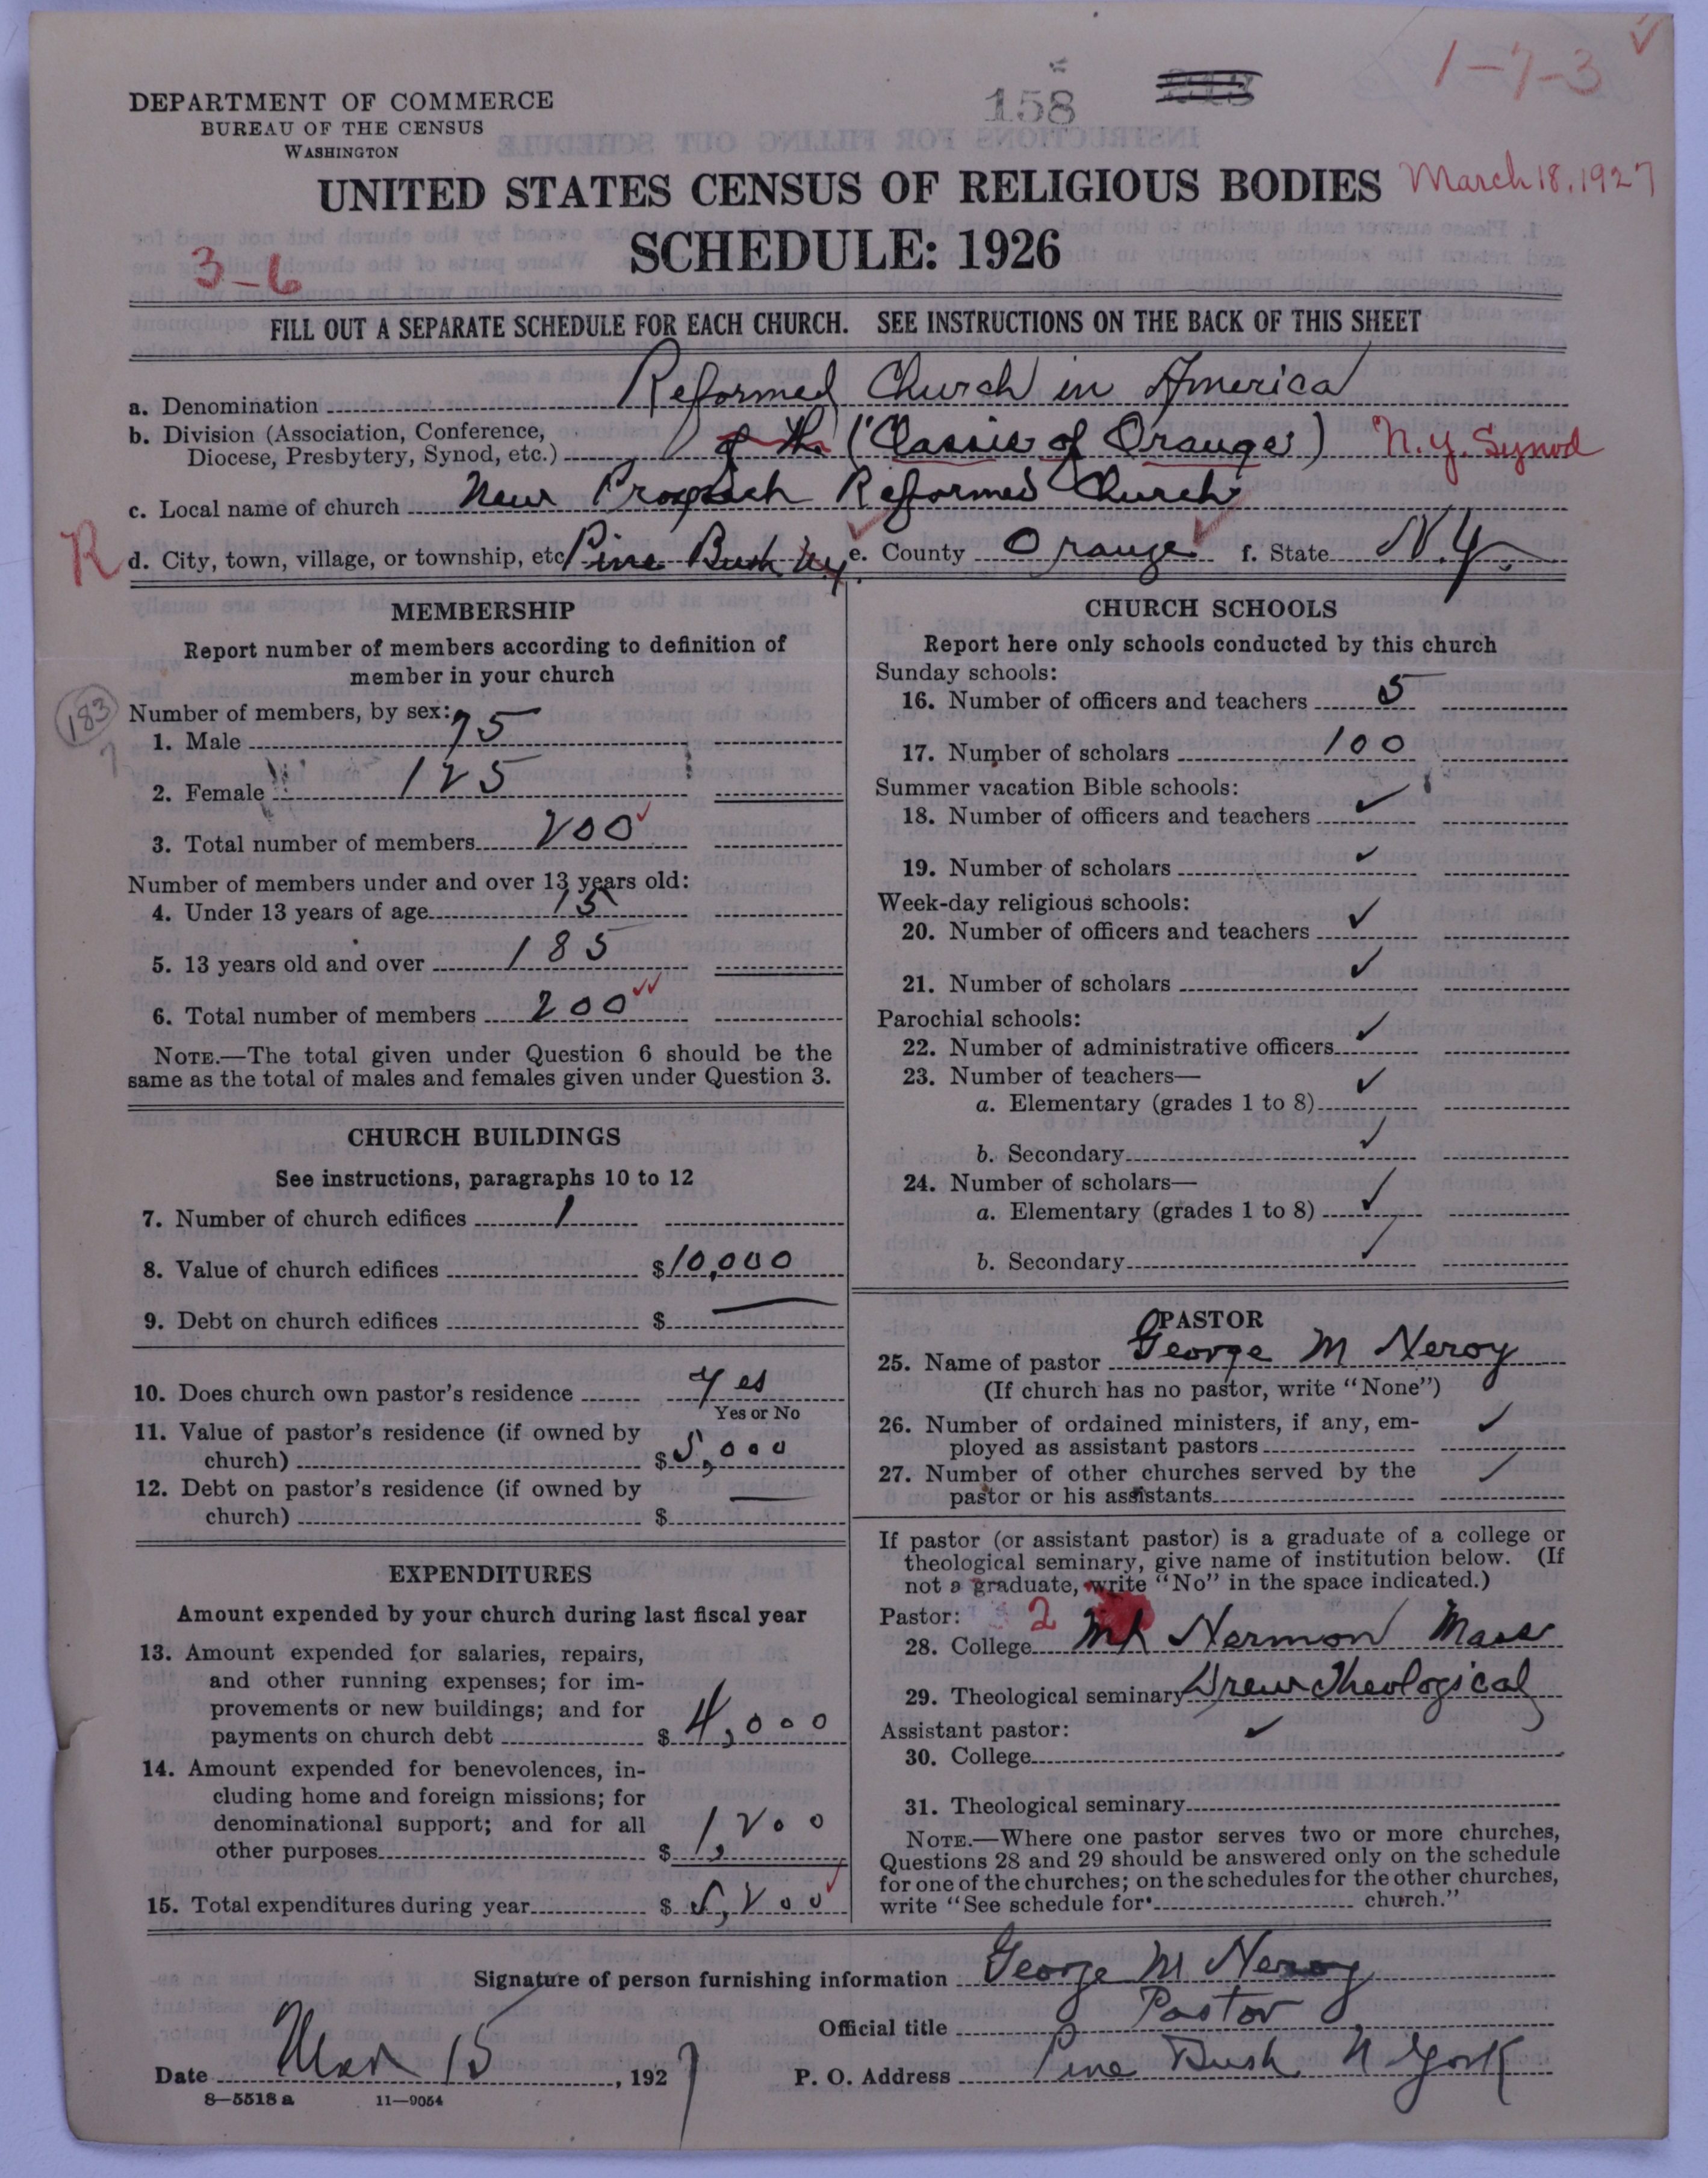 158
1-7-3
DEPARTMENT OF COMMERCE
BUREAU OF THE CENSUS
WASHINGTON
UNITED STATES CENSUS OF RELIGIOUS BODIES
March 18, 1927
SCHEDULE: 1926
3-6
FILL OUT A SEPARATE SCHEDULE FOR EACH CHURCH. SEE INSTRUCTIONS ON THE BACK OF THIS SHEET
a. Denomination Reformed Church in America
b. Division (Association, Conference,
Diocese, Presbytery, Synod, etc.) of the (Classis of Orange) N.Y. Synod
c. Local name of church New Reformed Church
R d. City, town, village, or township, etc Pine Bush Ny. e. County Orange f. State N.Y.
MEMBERSHIP
Report number of members according to definition of
member in your church
183
Number of members, by sex:
1. Male 75
2. Female 125
3. Total number of members 200
Number of members under and over 13 years old:
4. Under 13 years of age 15
5. 13 years old and over 185
6. Total number of members 200
NOTE.—The total given under Question 6 should be the
same as the total of males and females given under Question 3.
CHURCH BUILDINGS
See instructions, paragraphs 10 to 12
7. Number of church edifices 1
8. Value of church edifices $10,000
9. Debt on church edifices $ —
10. Does church own pastor's residence Yes
Yes or No
11. Value of pastor's residence (if owned by
church) $5,000
12. Debt on pastor's residence (if owned by
church) $ —
EXPENDITURES
Amount expended by your church during last fiscal year
13. Amount expended for salaries, repairs,
and other running expenses; for im-
provements or new buildings; and for
payments on church debt $4,000
14. Amount expended for benevolences, in-
cluding home and foreign missions; for
denominational support; and for all
other purposes $1,200
15. Total expenditures during year $5,200
CHURCH SCHOOLS
Report here only schools conducted by this church
Sunday schools:
16. Number of officers and teachers 5
17. Number of scholars 100
Summer vacation Bible schools:
18. Number of officers and teachers ✓
19. Number of scholars ✓
Week-day religious schools:
20. Number of officers and teachers ✓
21. Number of scholars ✓
Parochial schools:
22. Number of administrative officers ✓
23. Number of teachers—
a. Elementary (grades 1 to 8) ✓
b. Secondary ✓
24. Number of scholars—
a. Elementary (grades 1 to 8) ✓
b. Secondary ✓
PASTOR
25. Name of pastor George M
(If church has no pastor, write "None")
26. Number of ordained ministers, if any, em-
ployed as assistant pastors ✓
27. Number of other churches served by the
pastor or his assistants ✓
If pastor (or assistant pastor) is a graduate of a college or
theological seminary, give name of institution below. (If
not a graduate, write "No" in the space indicated.)
Pastor: 2
28. College Mt Hermon Mass
29. Theological seminary Drew Theological
Assistant pastor: ✓
30. College
31. Theological seminary
NOTE.—Where one pastor serves two or more churches,
Questions 28 and 29 should be answered only on the schedule
for one of the churches; on the schedules for the other churches,
write "See schedule for church."
Signature of person furnishing information George M
Official title Pastor
Date Mar 15, 1927 P. O. Address Pine Bush N York
8—5518 a 11—9054